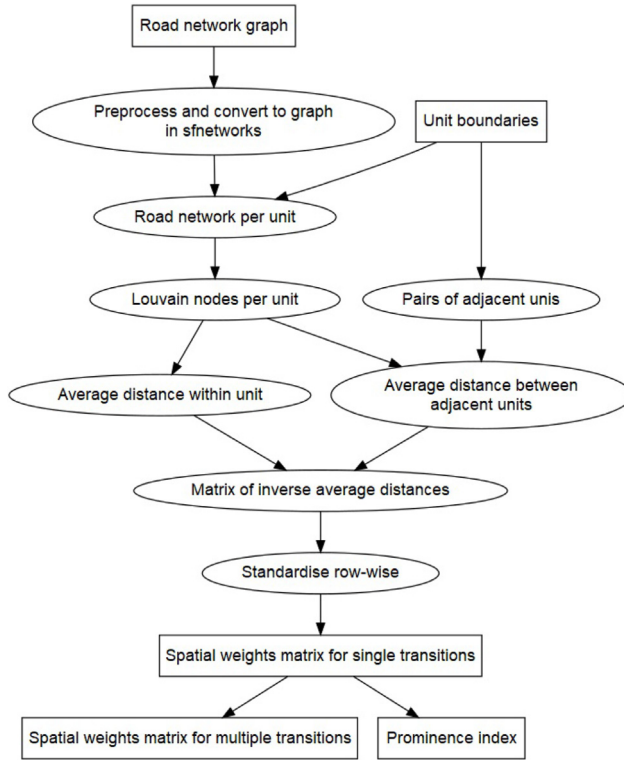 Road network graph
Preprocess and convert to graph
in sfnetworks
Unit boundaries
Road network per unit
Louvain nodes per unit
Pairs of adjacent unis
Average distance within unit
Average distance between
adjacent units
Matrix of inverse average distances
Standardise row-wise
Spatial weights matrix for single transitions
Spatial weights matrix for multiple transitions
Prominence index